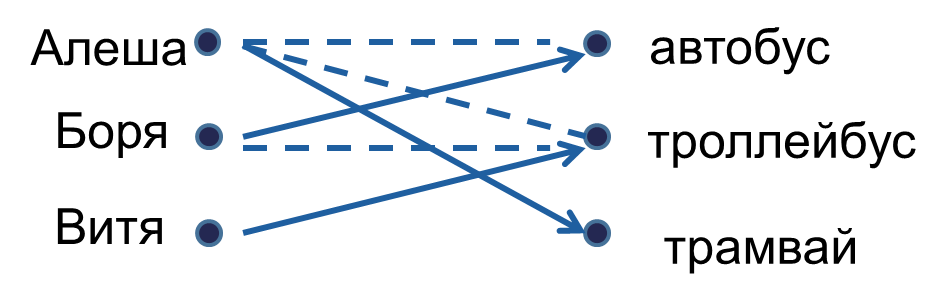 Алеша
автобус
Боря
троллейбус
Витя
трамвай